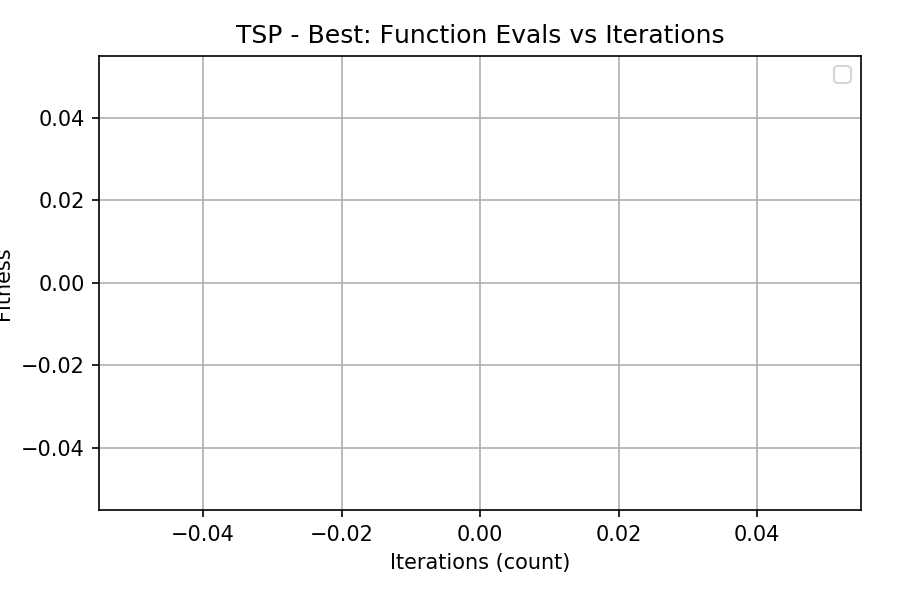 TSP - Best: Function Evals vs Iterations
0.04
0.02
0.00
−0.02
−0.04
Fitness
−0.04 −0.02 0.00 0.02 0.04
Iterations (count)